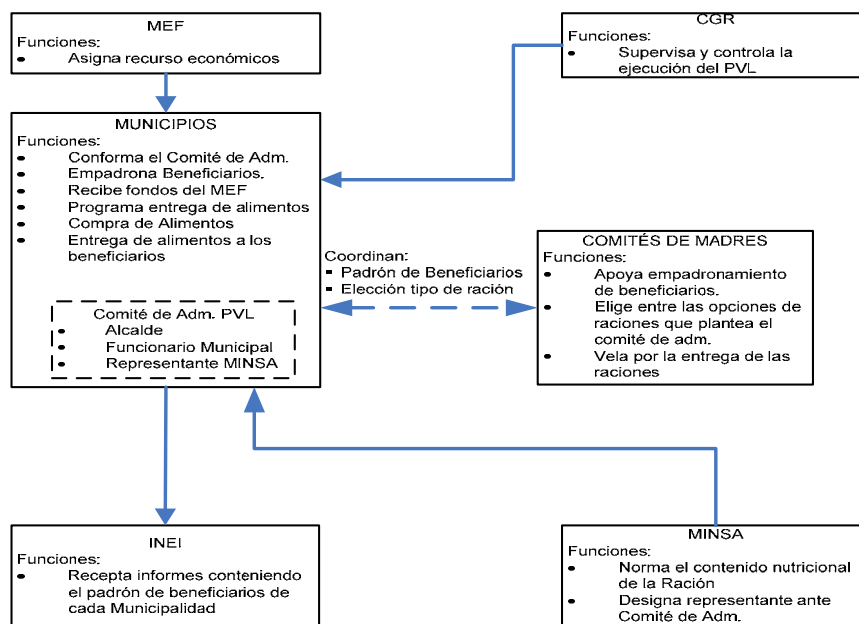 MEF
Funciones:
• Asigna recurso económicos
CGR
Funciones:
• Supervisa y controla la
ejecución del PVL
MUNICIPIOS
Funciones:
• Conforma el Comité de Adm.
• Empadrona Beneficiarios.
• Recibe fondos del MEF
• Programa entrega de alimentos
• Compra de Alimentos
• Entrega de alimentos a los
beneficiarios
Comité de Adm. PVL
• Alcalde
• Funcionario Municipal
• Representante MINSA
Coordinan:
▪ Padrón de Beneficiarios
▪ Elección tipo de ración
COMITÉS DE MADRES
Funciones:
• Apoya empadronamiento
de beneficiarios.
• Elige entre las opciones de
raciones que plantea el
comité de adm.
• Vela por la entrega de las
raciones
INEI
Funciones:
• Recepta informes conteniendo
el padrón de beneficiarios de
cada Municipalidad
MINSA
Funciones:
• Norma el contenido nutricional
de la Ración
• Designa representante ante
Comité de Adm.